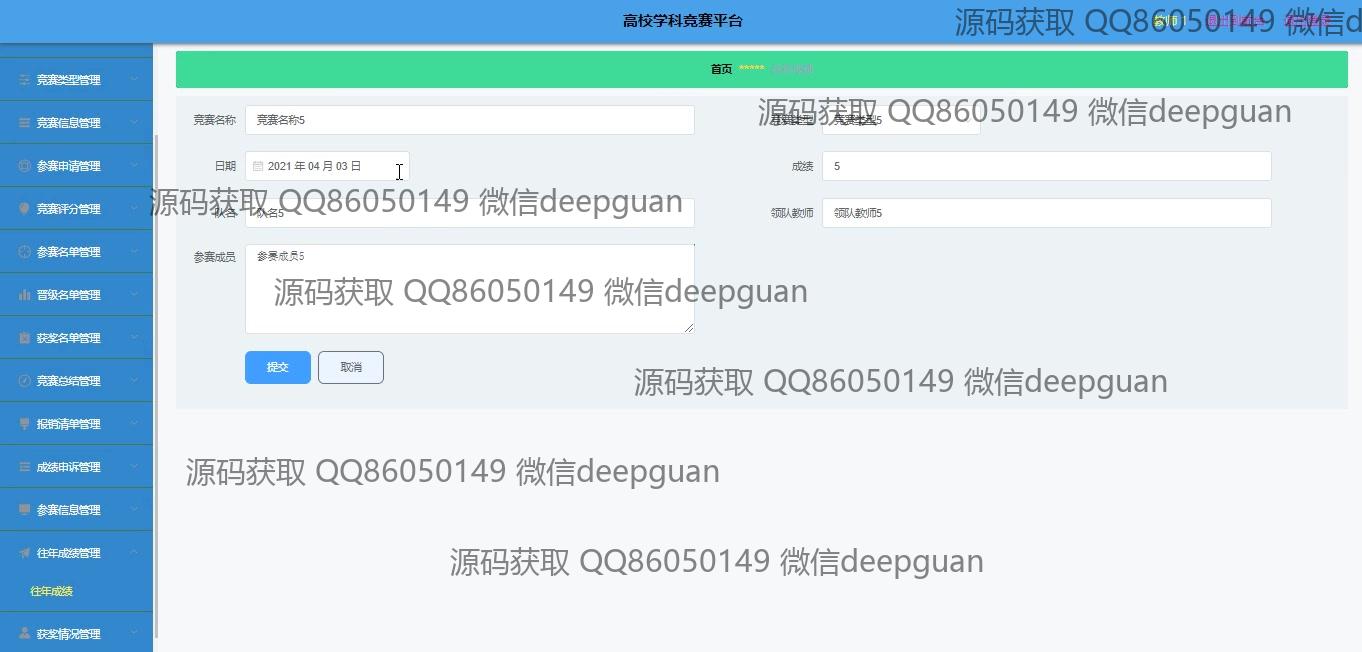 高校学科竞赛平台
源码获取 QQ86050149 微信d
首页 *****
竞赛类型管理
竞赛信息管理
参赛申请管理
竞赛评分管理
参赛名单管理
晋级名单管理
获奖名单管理
竞赛总结管理
报销清单管理
成绩申诉管理
参赛信息管理
往年成绩管理
往年成绩
获奖情况管理
竞赛名称 竞赛名称5
竞赛类型 竞赛类型5
源码获取 QQ86050149 微信deepguan
日期 2021 年 04 月 03 日
成绩 5
源码获取 QQ86050149 微信deepguan
队名 队名5
领队教师 领队教师5
参赛成员 参赛成员5
源码获取 QQ86050149 微信deepguan
提交 取消
源码获取 QQ86050149 微信deepguan
源码获取 QQ86050149 微信deepguan
源码获取 QQ86050149 微信deepguan